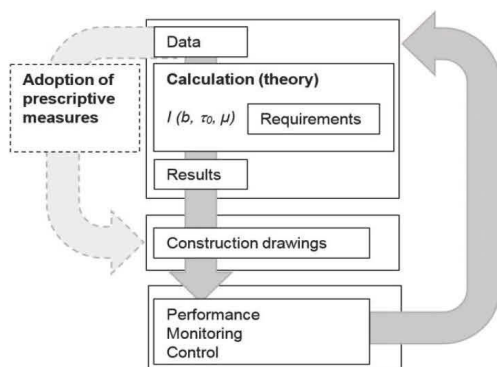 Data
Adoption of
prescriptive
measures
Calculation (theory)
I (b, τ₀, μ)
Requirements
Results
Construction drawings
Performance
Monitoring
Control